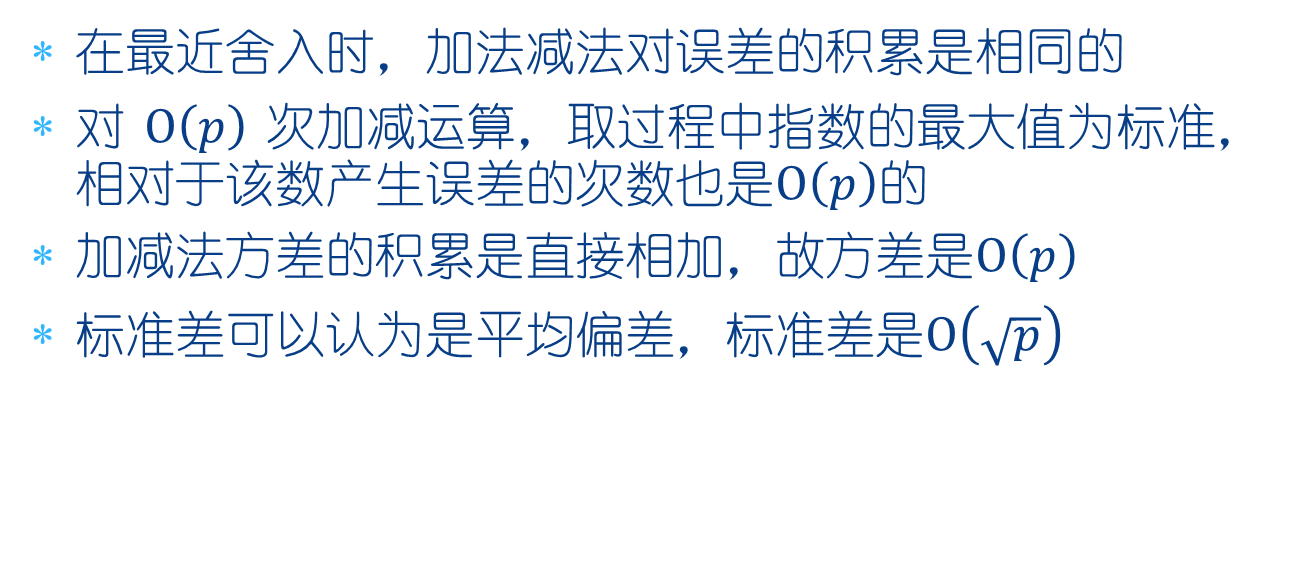 * 在最近舍入时，加法减法对误差的积累是相同的
* 对 O(p) 次加减运算，取过程中指数的最大值为标准，
相对于该数产生误差的次数也是O(p)的
* 加减法方差的积累是直接相加，故方差是O(p)
* 标准差可以认为是平均偏差，标准差是O(√p)